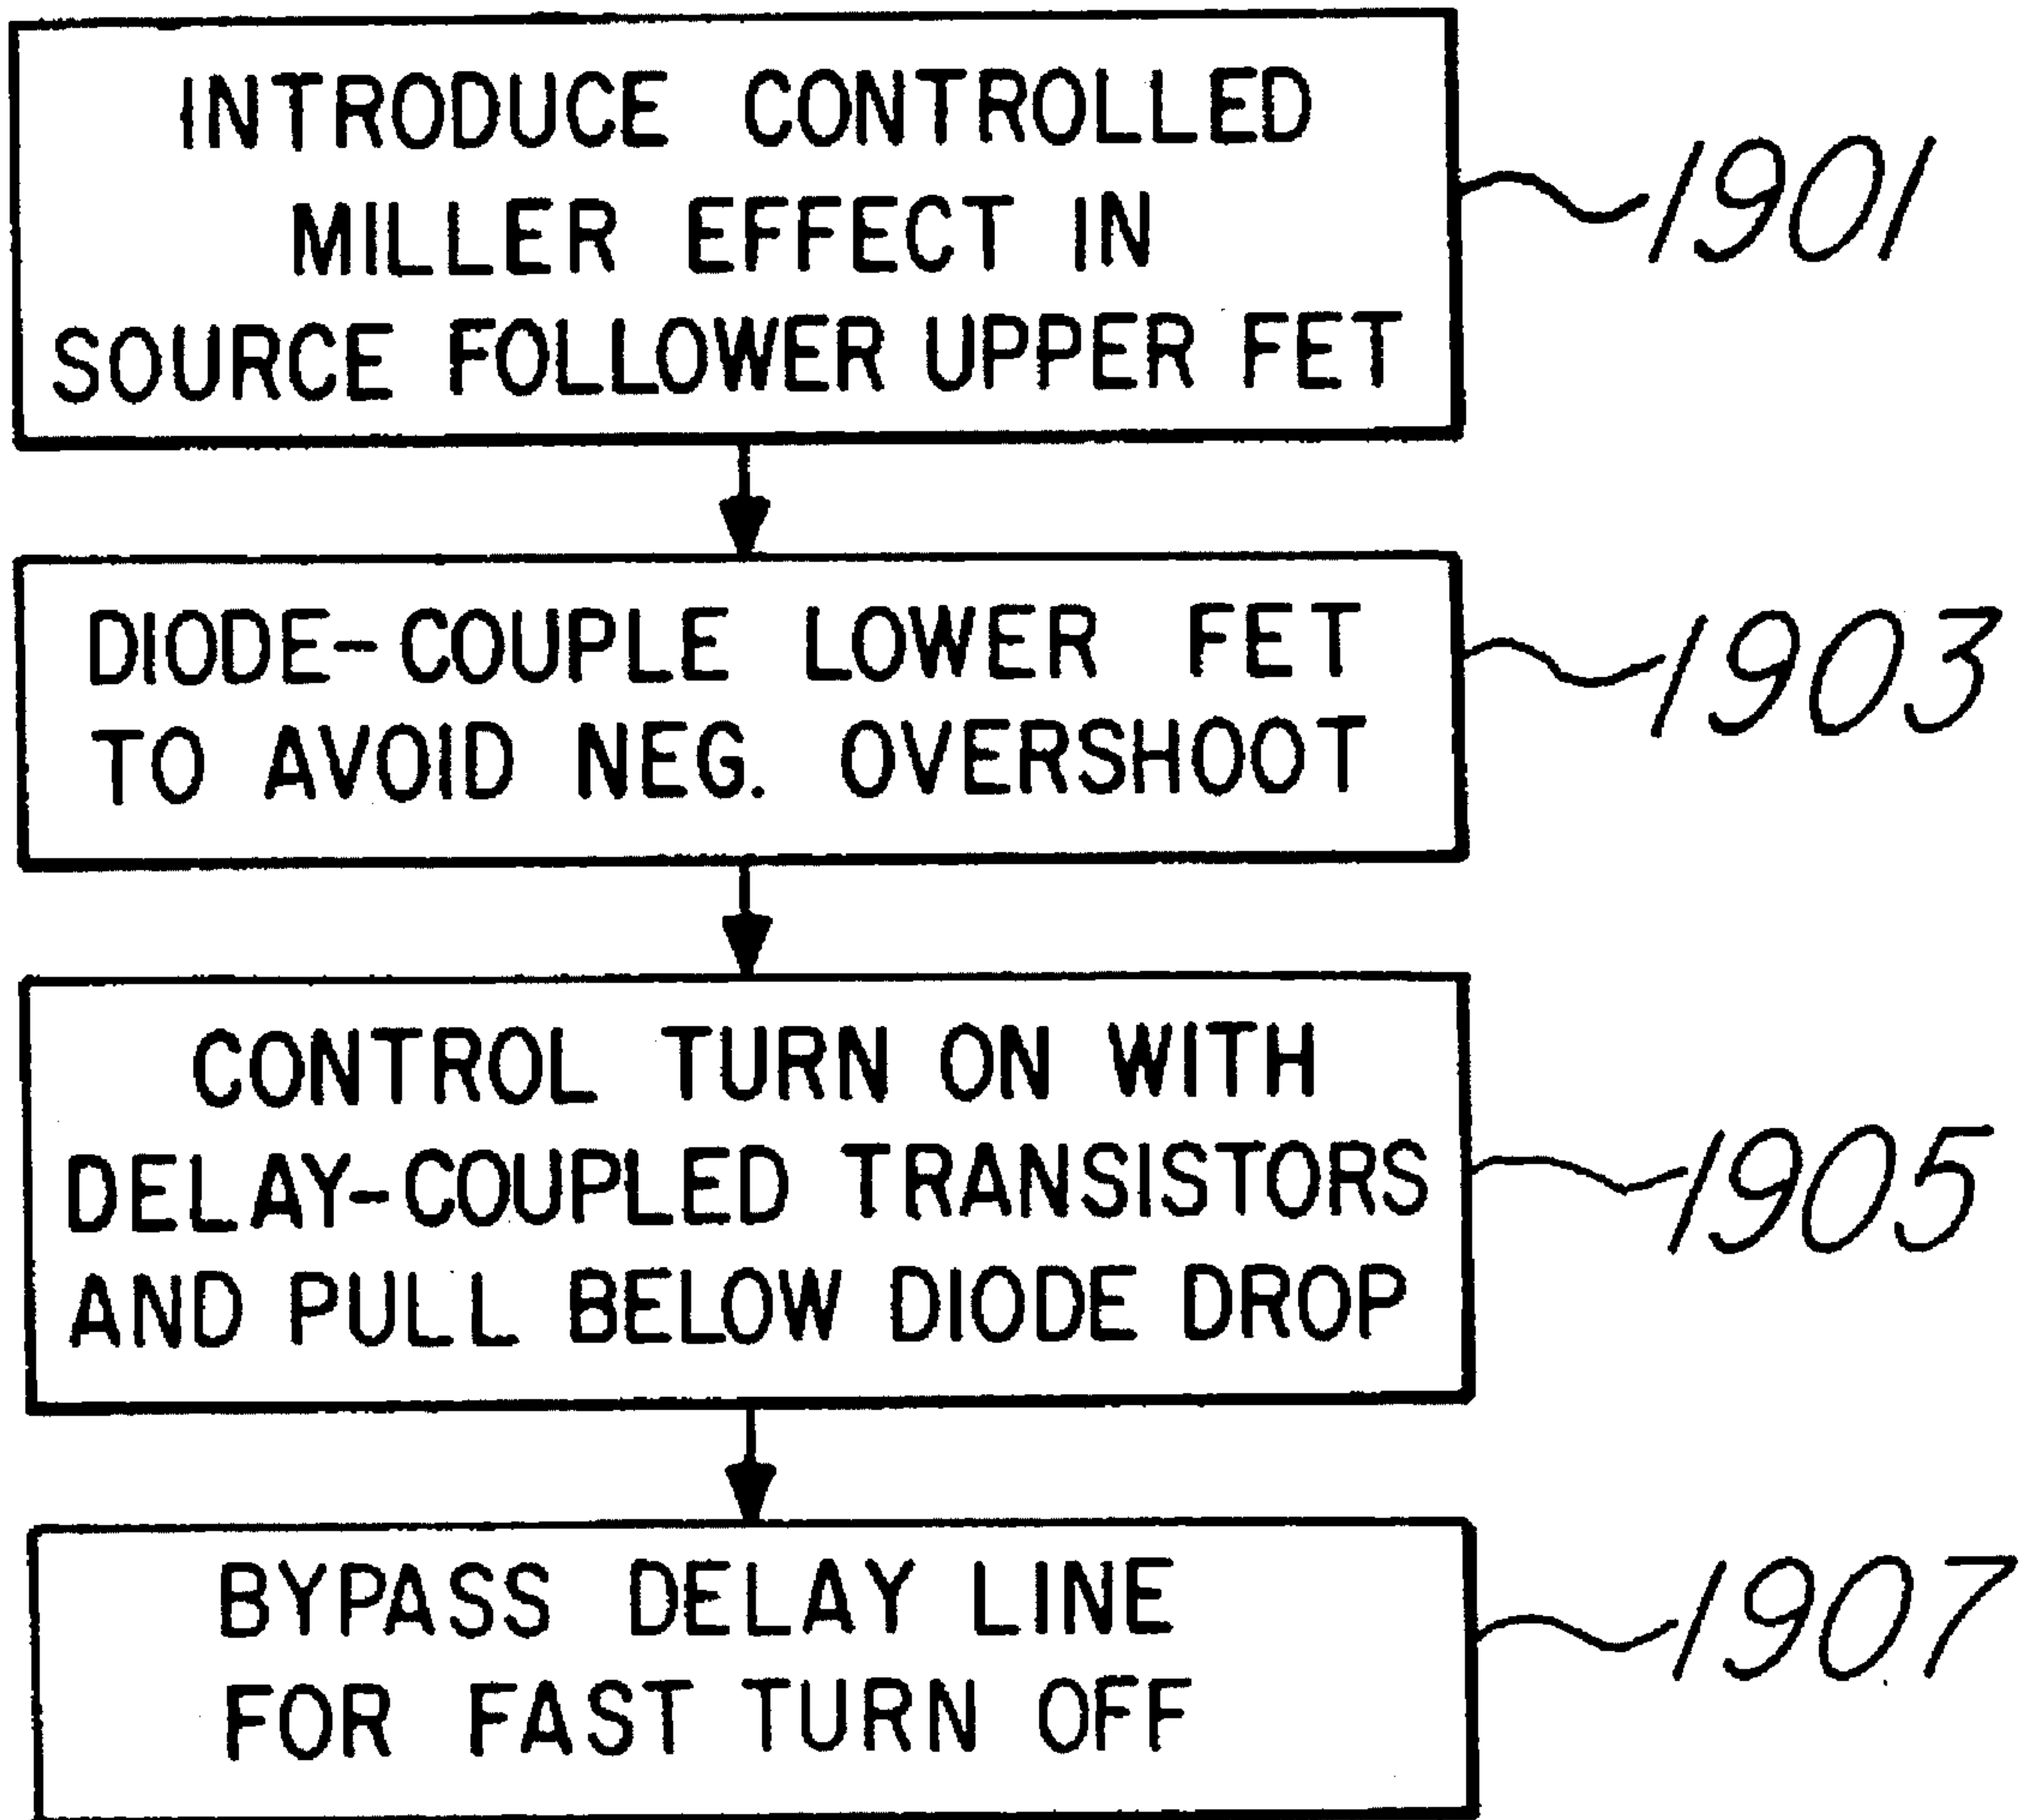 INTRODUCE CONTROLLED
MILLER EFFECT IN
SOURCE FOLLOWER UPPER FET
1901
DIODE-COUPLE LOWER FET
TO AVOID NEG. OVERSHOOT
1903
CONTROL TURN ON WITH
DELAY-COUPLED TRANSISTORS
AND PULL BELOW DIODE DROP
1905
BYPASS DELAY LINE
FOR FAST TURN OFF
1907